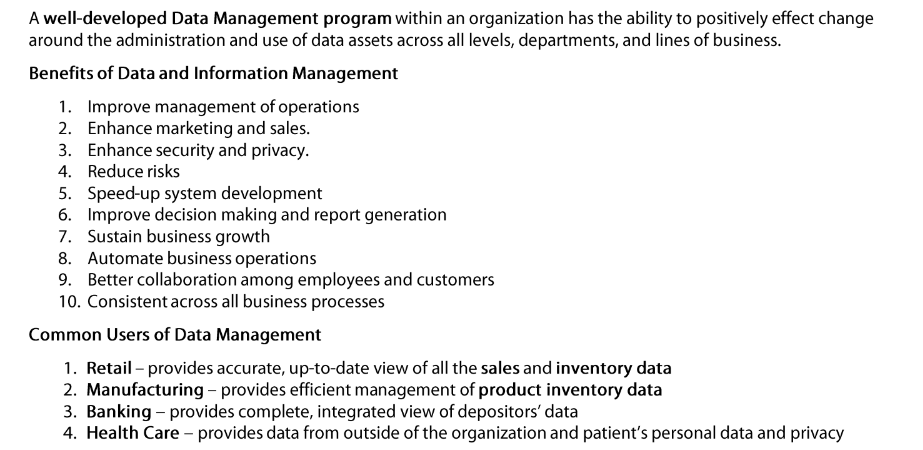 A well-developed Data Management program within an organization has the ability to positively effect change
around the administration and use of data assets across all levels, departments, and lines of business.
Benefits of Data and Information Management
1. Improve management of operations
2. Enhance marketing and sales.
3. Enhance security and privacy.
4. Reduce risks
5. Speed-up system development
6. Improve decision making and report generation
7. Sustain business growth
8. Automate business operations
9. Better collaboration among employees and customers
10. Consistent across all business processes
Common Users of Data Management
1. Retail – provides accurate, up-to-date view of all the sales and inventory data
2. Manufacturing – provides efficient management of product inventory data
3. Banking – provides complete, integrated view of depositors’ data
4. Health Care – provides data from outside of the organization and patient’s personal data and privacy